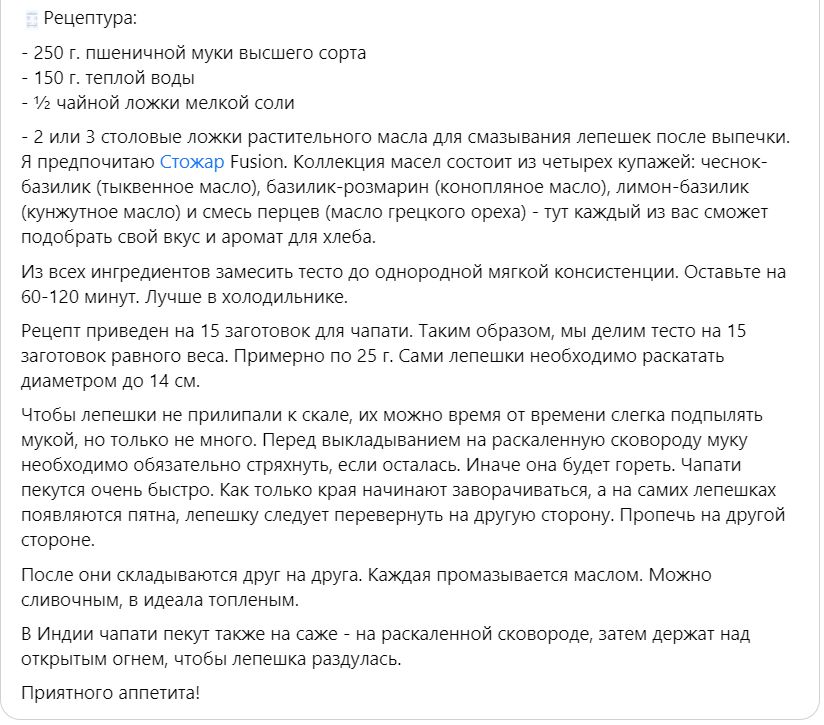 Рецептура:
- 250 г. пшеничной муки высшего сорта
- 150 г. теплой воды
- ½ чайной ложки мелкой соли
- 2 или 3 столовые ложки растительного масла для смазывания лепешек после выпечки.
Я предпочитаю Стожар Fusion. Коллекция масел состоит из четырех купажей: чеснок-
базилик (тыквенное масло), базилик-розмарин (конопляное масло), лимон-базилик
(кунжутное масло) и смесь перцев (масло грецкого ореха) - тут каждый из вас сможет
подобрать свой вкус и аромат для хлеба.
Из всех ингредиентов замесить тесто до однородной мягкой консистенции. Оставьте на
60-120 минут. Лучше в холодильнике.
Рецепт приведен на 15 заготовок для чапати. Таким образом, мы делим тесто на 15
заготовок равного веса. Примерно по 25 г. Сами лепешки необходимо раскатать
диаметром до 14 см.
Чтобы лепешки не прилипали к скале, их можно время от времени слегка подпылять
мукой, но только не много. Перед выкладыванием на раскаленную сковороду муку
необходимо обязательно стряхнуть, если осталась. Иначе она будет гореть. Чапати
пекутся очень быстро. Как только края начинают заворачиваться, а на самих лепешках
появляются пятна, лепешку следует перевернуть на другую сторону. Пропечь на другой
стороне.
После они складываются друг на друга. Каждая промазывается маслом. Можно
сливочным, в идеала топленым.
В Индии чапати пекут также на саже - на раскаленной сковороде, затем держат над
открытым огнем, чтобы лепешка раздулась.
Приятного аппетита!